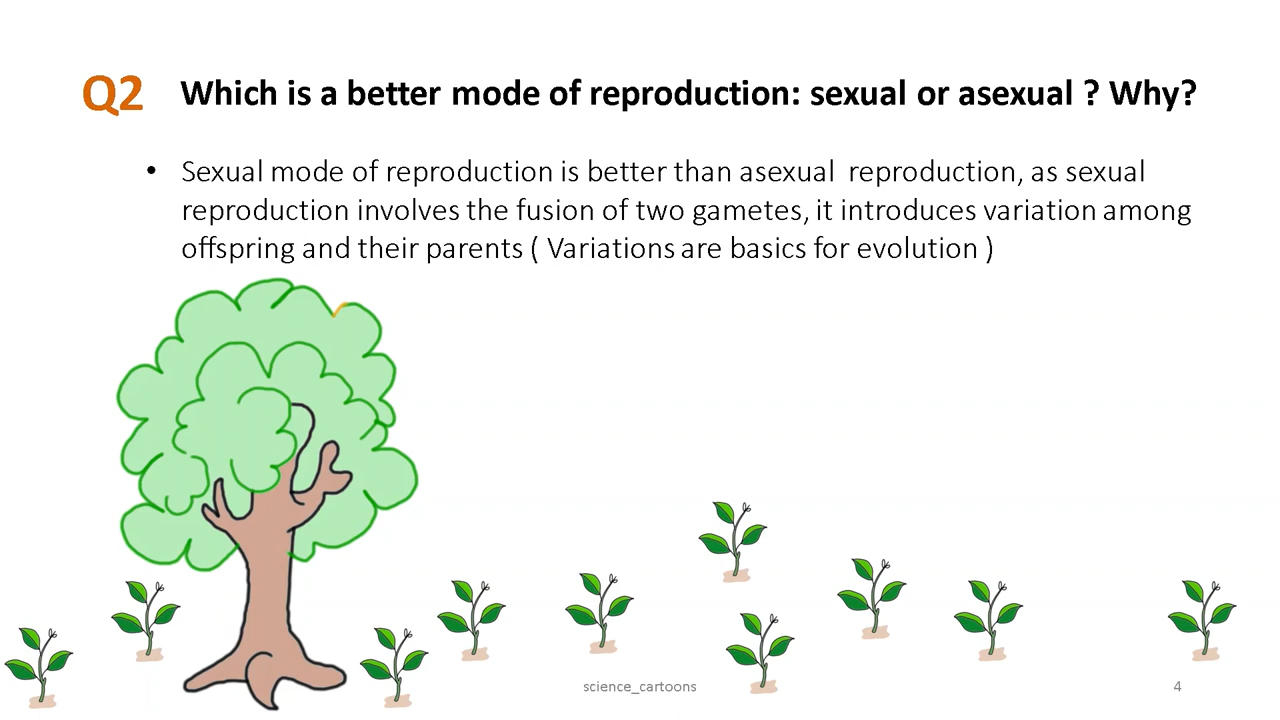 Q2 Which is a better mode of reproduction: sexual or asexual ? Why?
• Sexual mode of reproduction is better than asexual  reproduction, as sexual
reproduction involves the fusion of two gametes, it introduces variation among
offspring and their parents ( Variations are basics for evolution )
science_cartoons
4